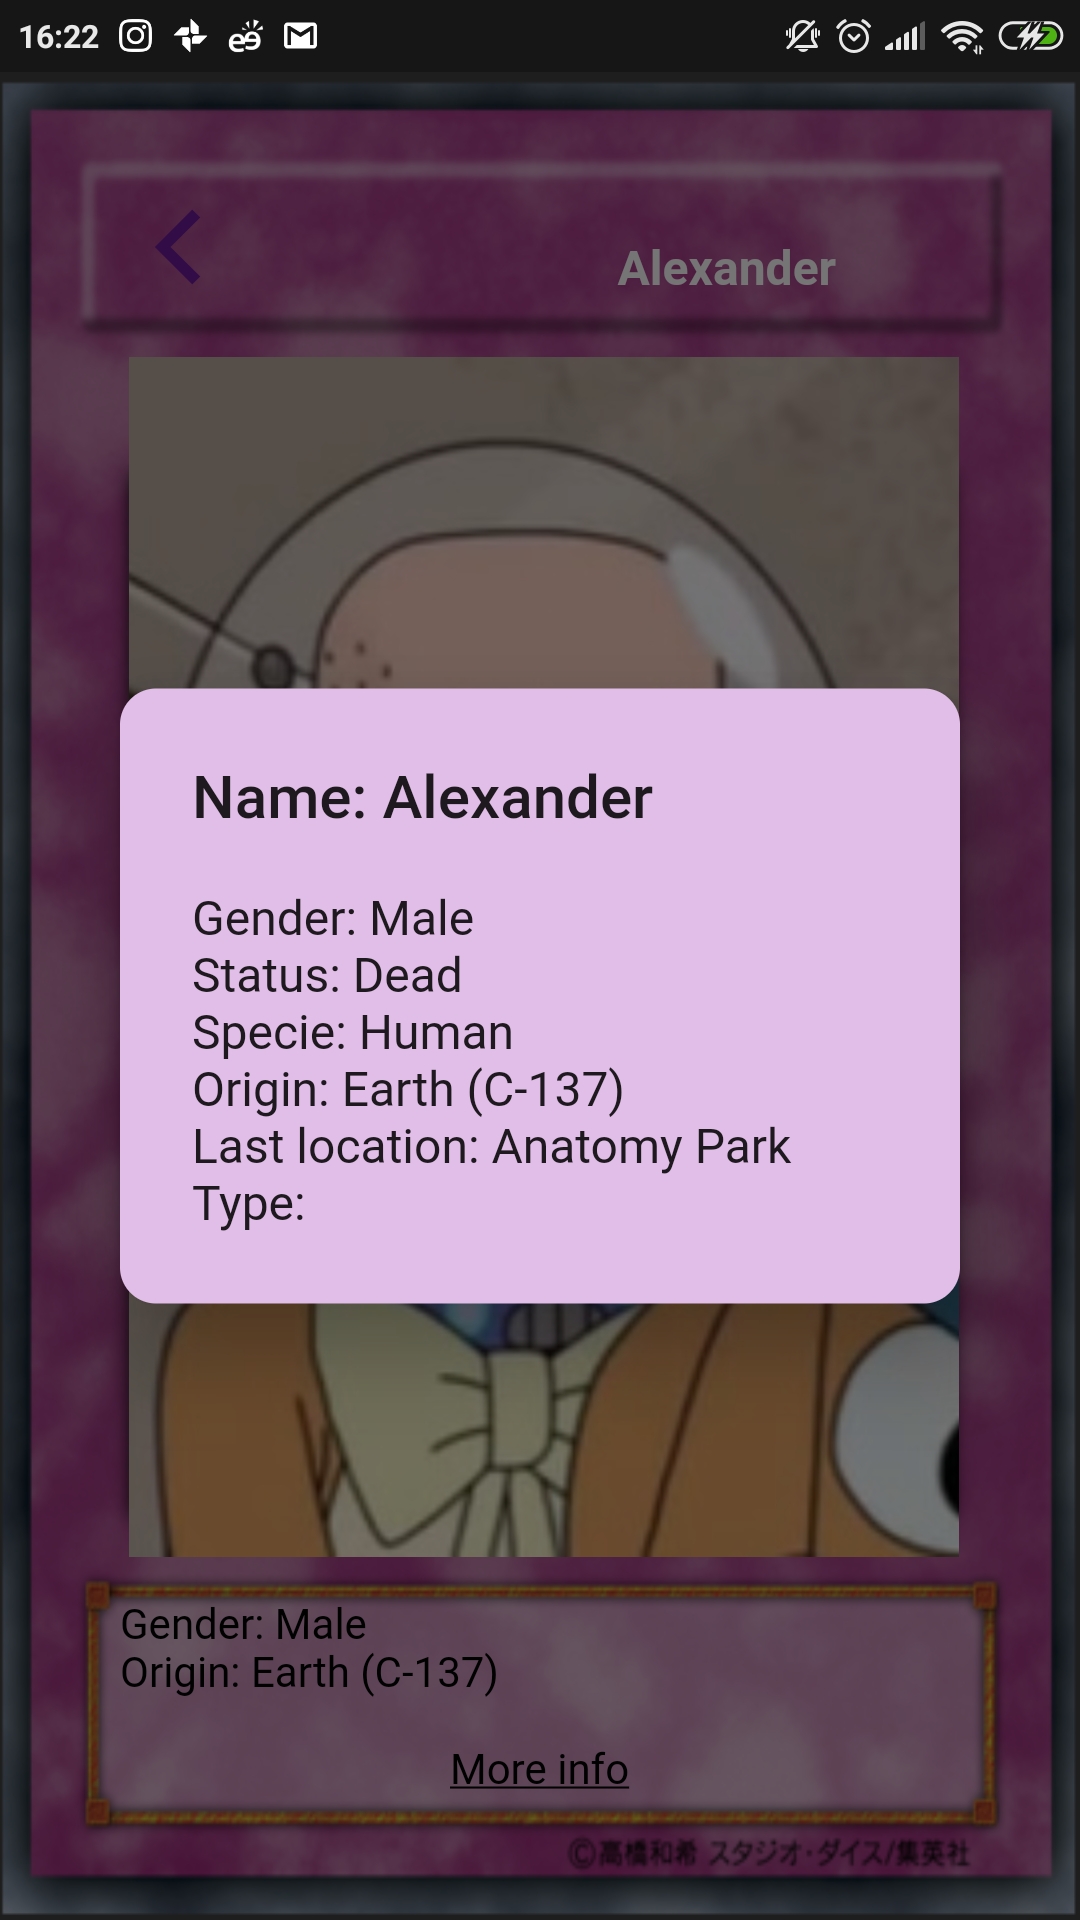 16:22
Alexander
Name: Alexander
Gender: Male
Status: Dead
Specie: Human
Origin: Earth (C-137)
Last location: Anatomy Park
Type:
Gender: Male
Origin: Earth (C-137)
More info
©高橋和希 スタジオ・ダイス/集英社